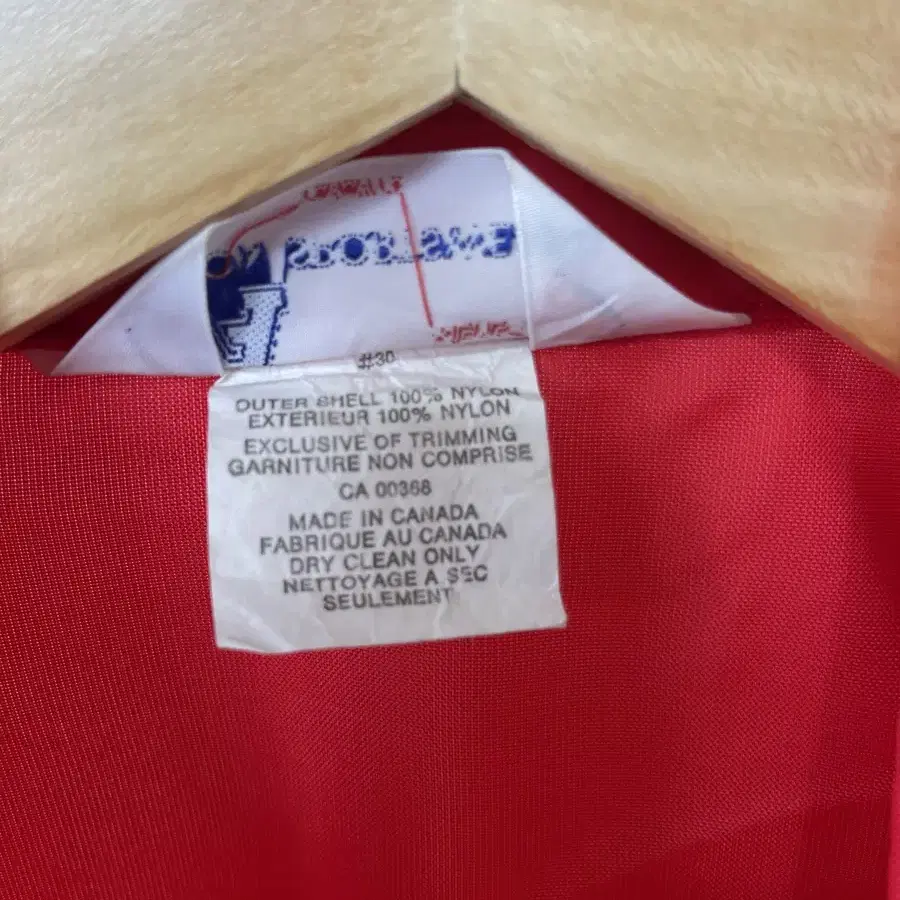 #30
OUTER SHELL 100% NYLON
EXTERIEUR 100% NYLON
EXCLUSIVE OF TRIMMING
GARNITURE NON COMPRISE
CA 00368
MADE IN CANADA
FABRIQUE AU CANADA
DRY CLEAN ONLY
NETTOYAGE A SEC
SEULEMENT